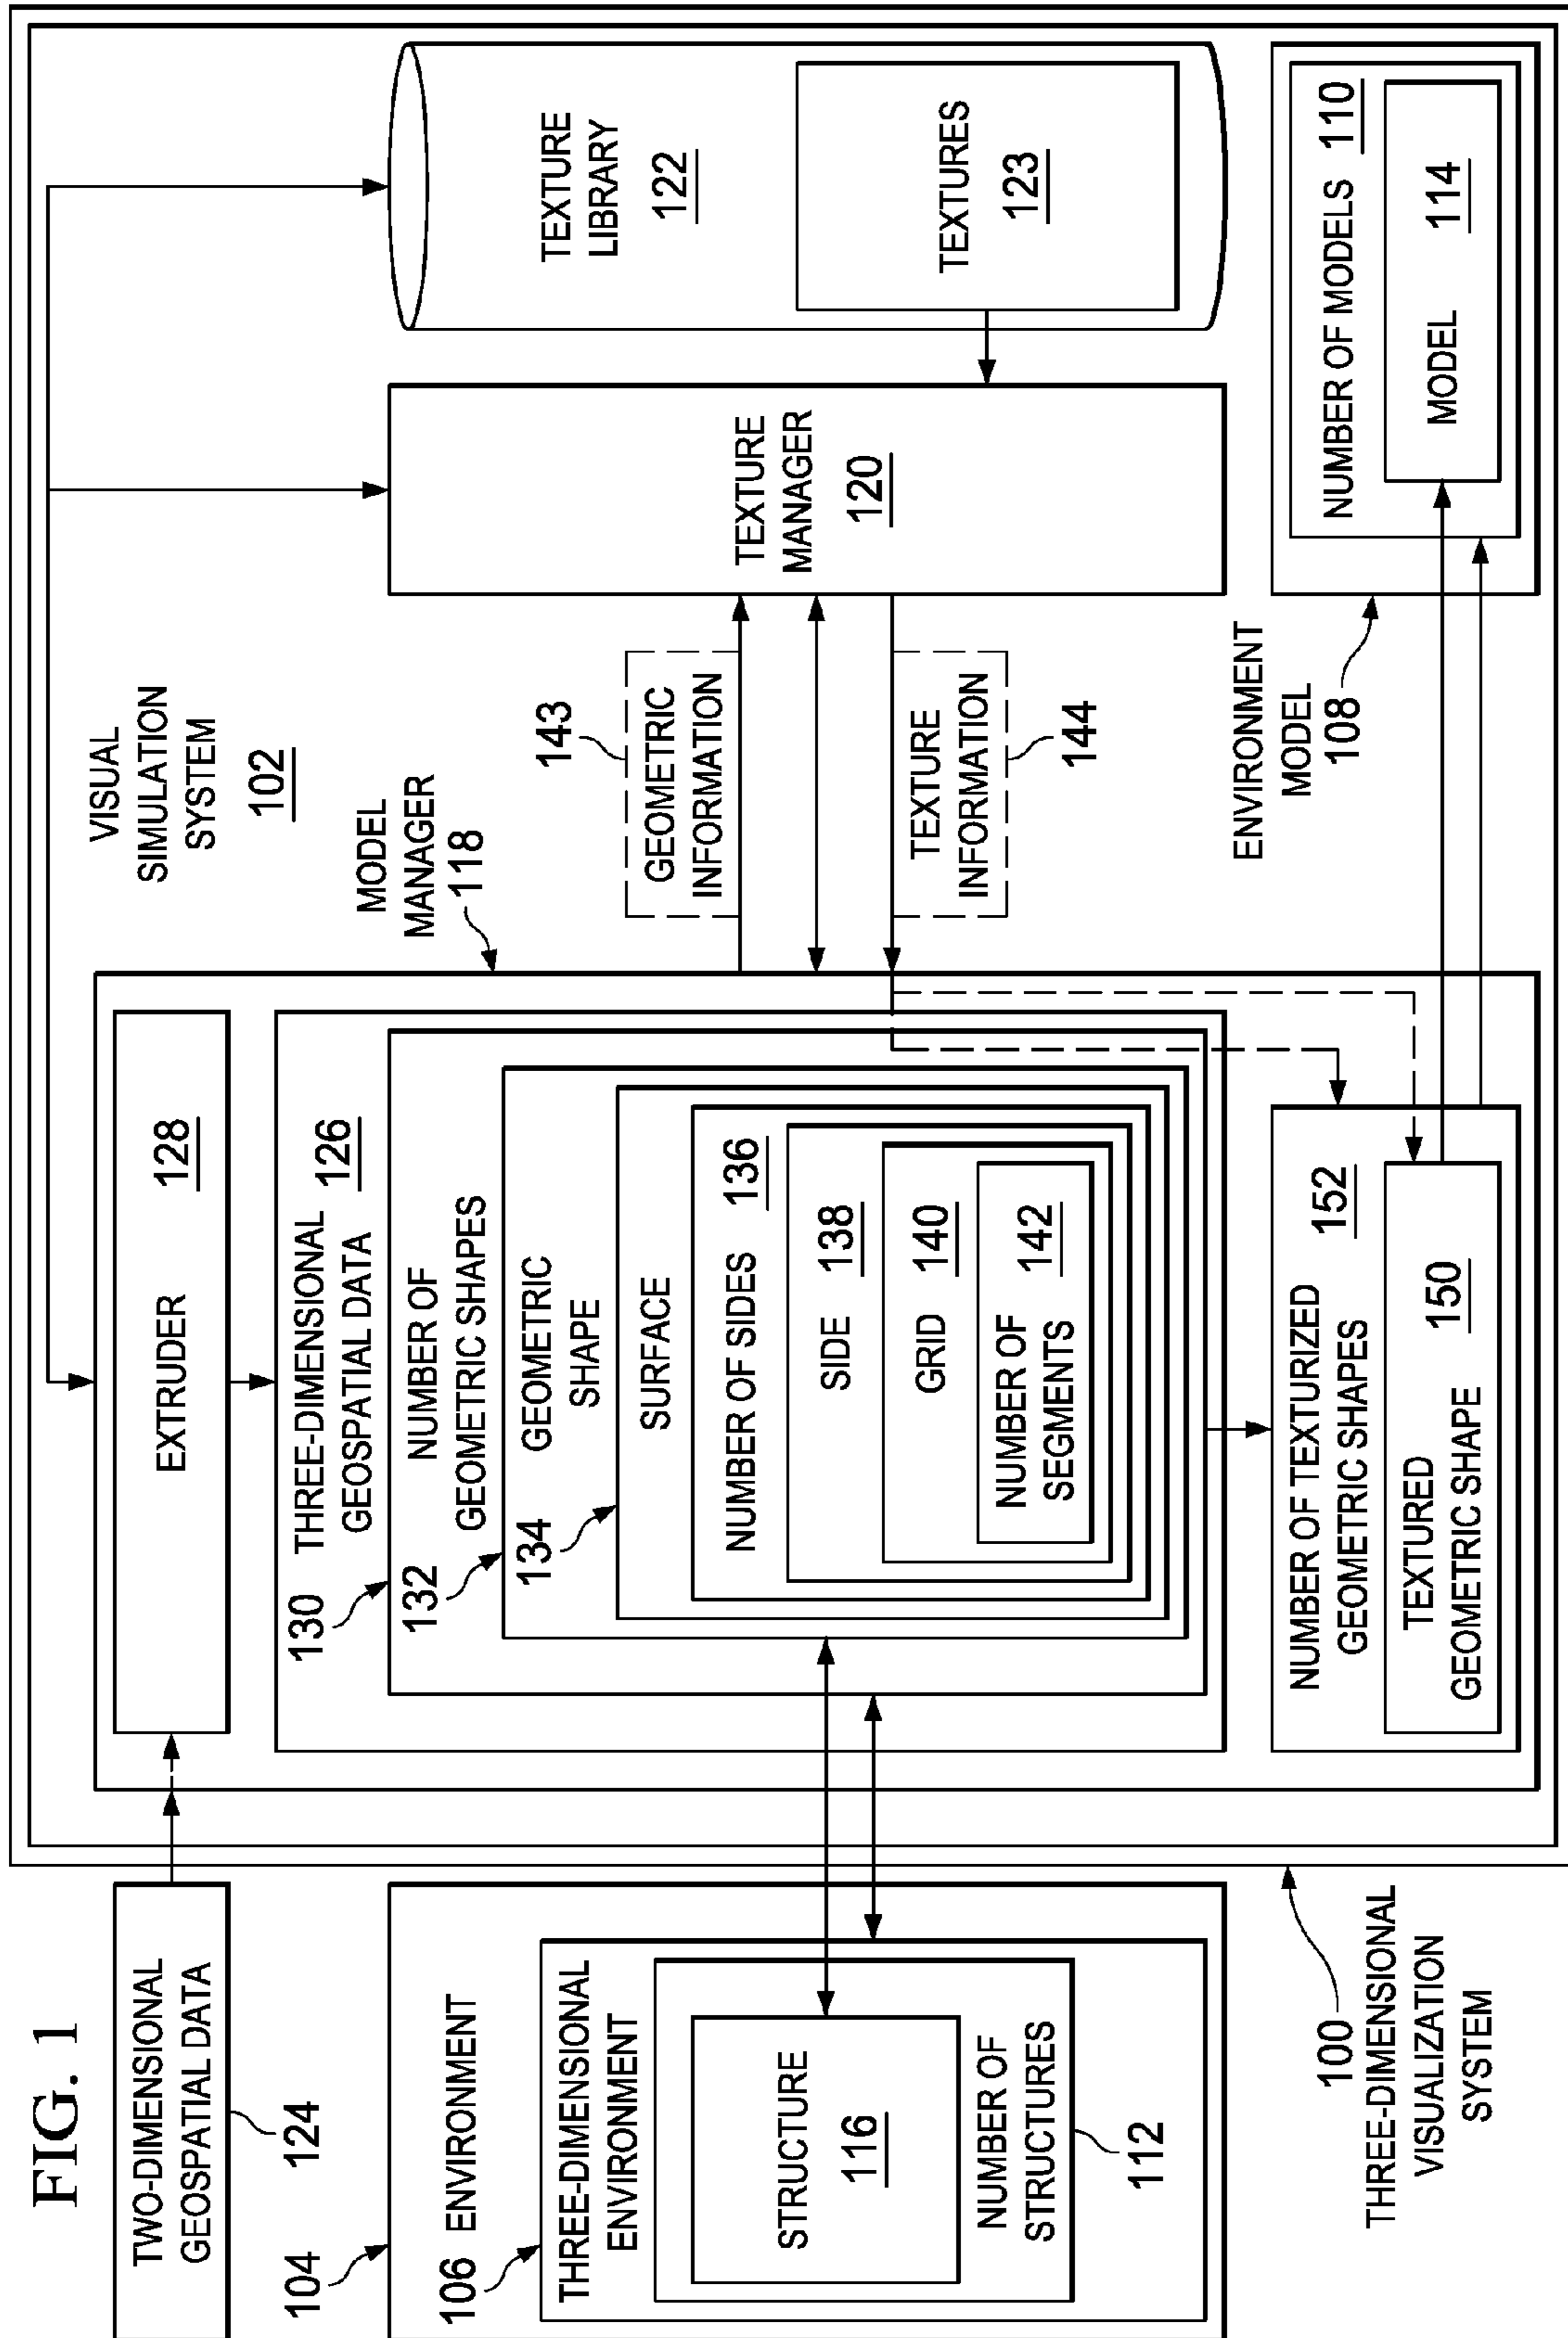 FIG. 1
TWO-DIMENSIONAL
GEOSPATIAL DATA
124
104
ENVIRONMENT
106
THREE-DIMENSIONAL
ENVIRONMENT
STRUCTURE
116
NUMBER OF
STRUCTURES
112
100
THREE-DIMENSIONAL
VISUALIZATION
SYSTEM
EXTRUDER
128
130
THREE-DIMENSIONAL
GEOSPATIAL DATA
126
132
NUMBER OF
GEOMETRIC SHAPES
134
GEOMETRIC
SHAPE
SURFACE
NUMBER OF SIDES
136
SIDE
138
GRID
140
NUMBER OF
SEGMENTS
142
NUMBER OF TEXTURIZED
GEOMETRIC SHAPES
152
TEXTURED
GEOMETRIC SHAPE
150
VISUAL
SIMULATION
SYSTEM
102
MODEL
MANAGER
118
143
GEOMETRIC
INFORMATION
TEXTURE
INFORMATION
144
ENVIRONMENT
MODEL
108
TEXTURE
MANAGER
120
TEXTURE
LIBRARY
122
TEXTURES
123
NUMBER OF MODELS
110
MODEL
114